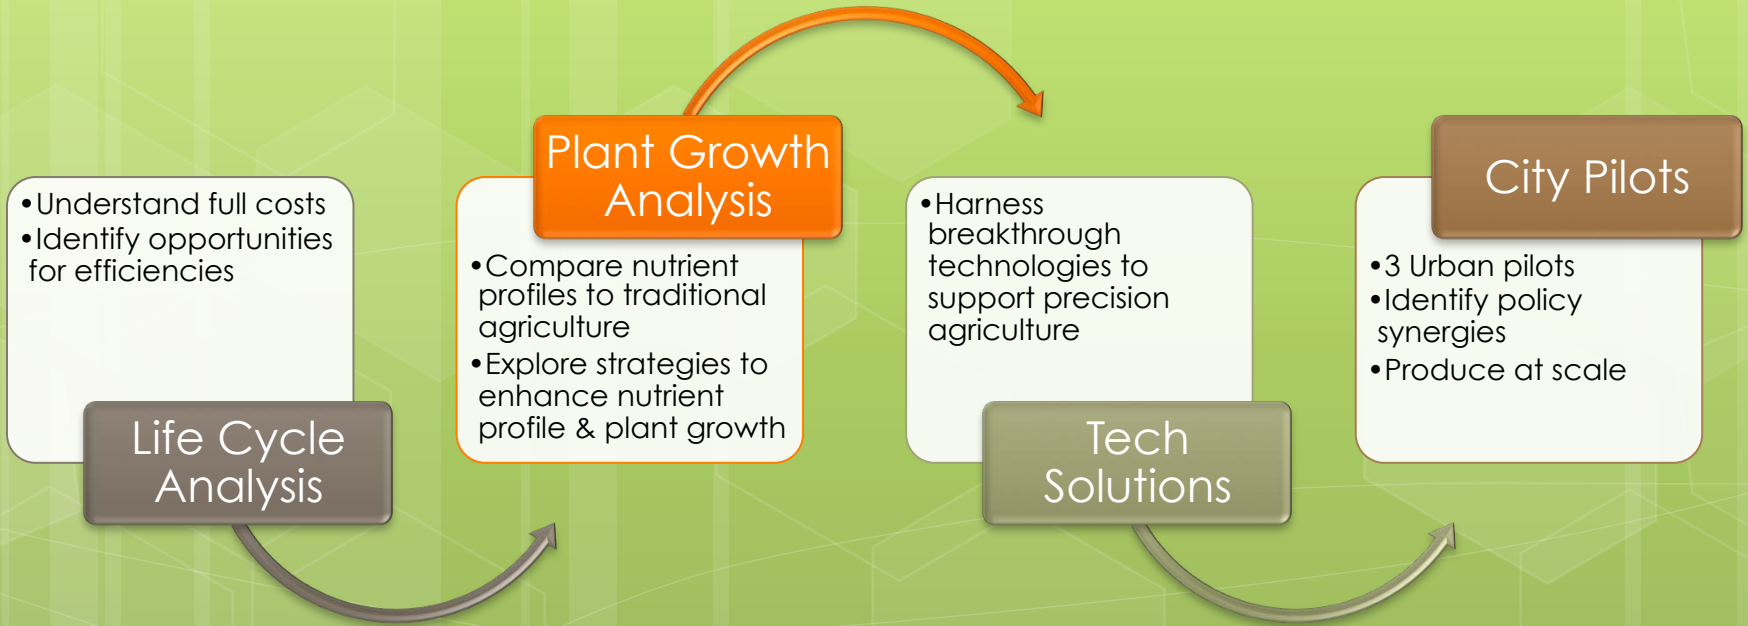 •Understand full costs
•Identify opportunities
for efficiencies
Life Cycle
Analysis
Plant Growth
Analysis
•Compare nutrient
profiles to traditional
agriculture
•Explore strategies to
enhance nutrient
profile & plant growth
•Harness
breakthrough
technologies to
support precision
agriculture
Tech
Solutions
City Pilots
•3 Urban pilots
•Identify policy
synergies
•Produce at scale